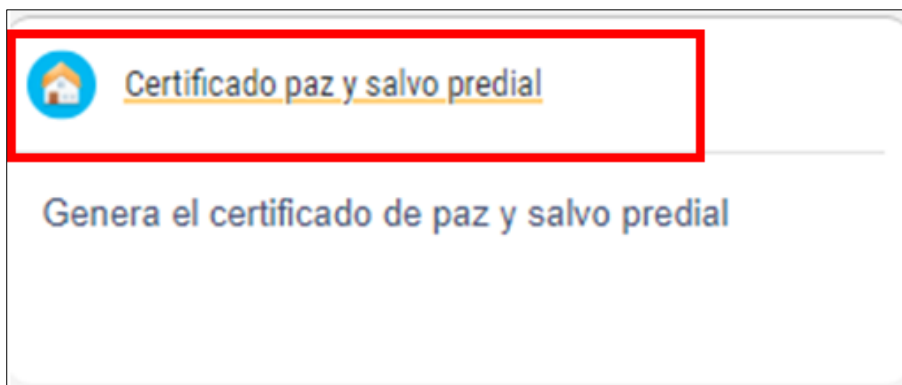 Certificado paz y salvo predial
Genera el certificado de paz y salvo predial